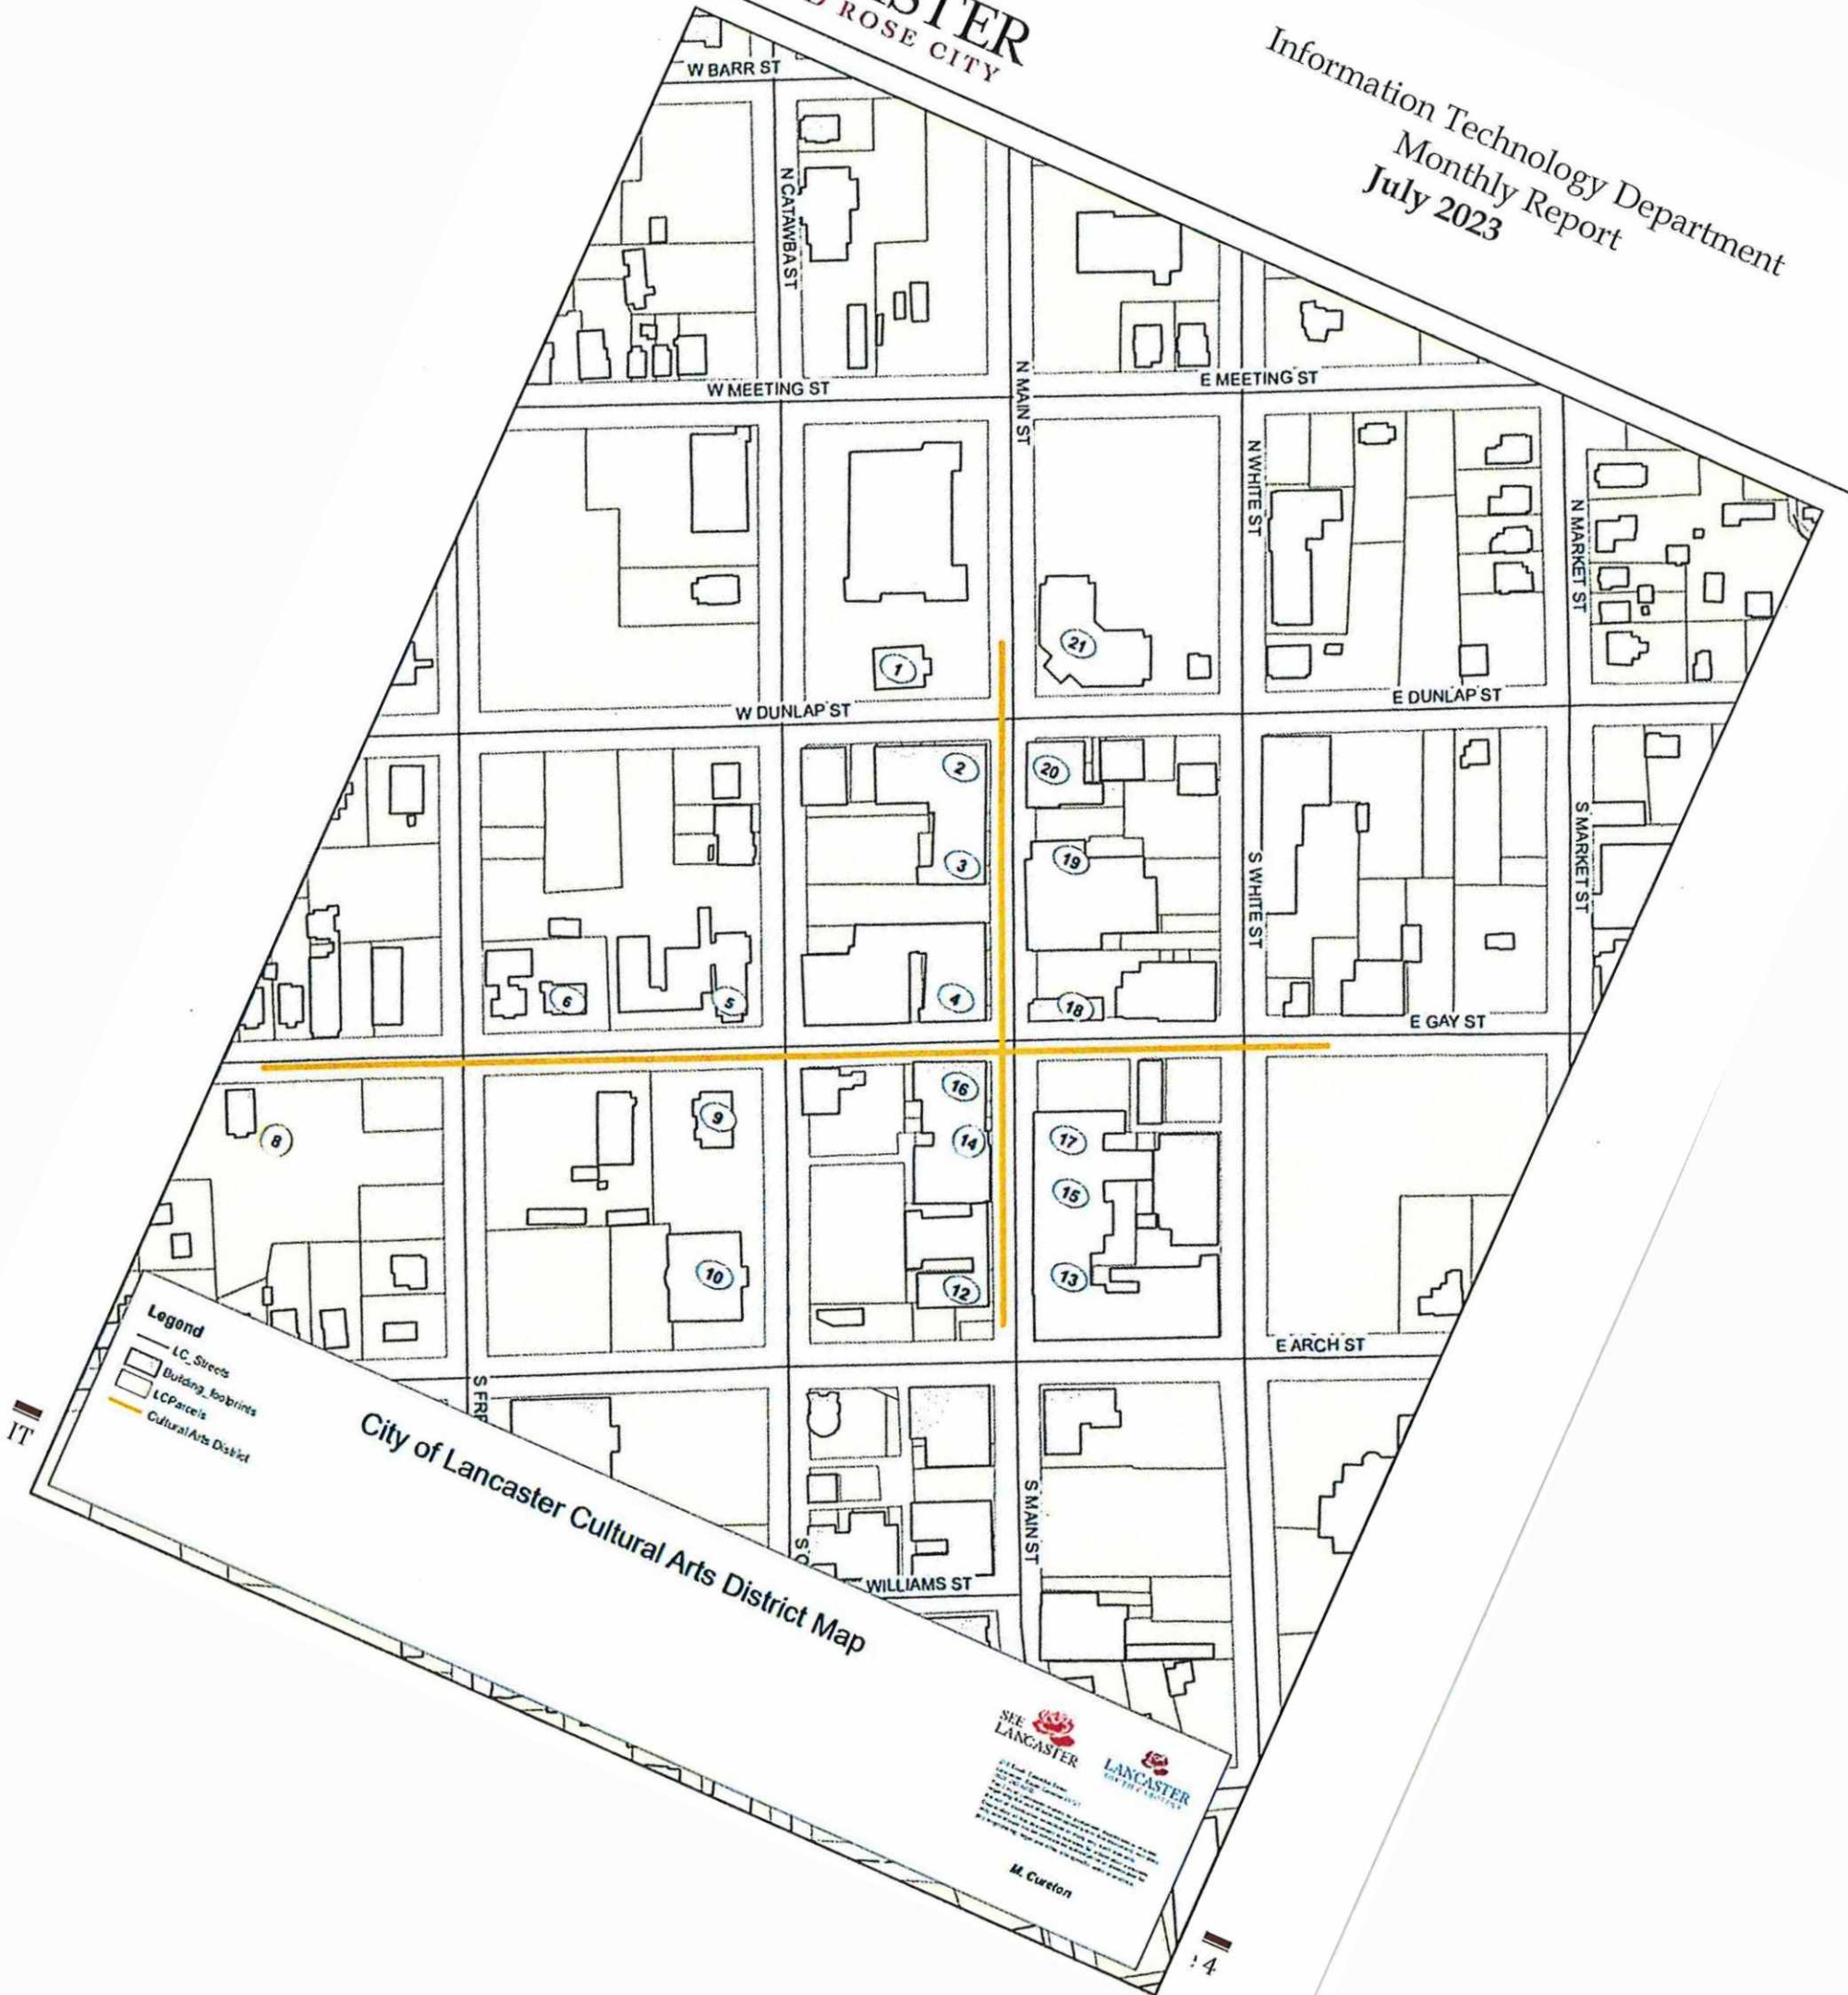 STER
ROSE CITY
Information Technology Department
Monthly Report
July 2023
W BARR ST
N CATAWBA ST
W MEETING ST
E MEETING ST
N MAIN ST
N WHITE ST
N MARKET ST
1
21
W DUNLAP ST
E DUNLAP ST
2
20
3
19
S WHITE ST
S MARKET ST
6
5
4
18
E GAY ST
8
9
16
14
17
15
10
12
13
E ARCH ST
Legend
LC_Streets
Building_footprints
LCParcels
Cultural Arts District
S FRE
City of Lancaster Cultural Arts District Map
S MAIN ST
WILLIAMS ST
SEE
LANCASTER
LANCASTER
SOUTH CAROLINA
M. Cureton
IT
4